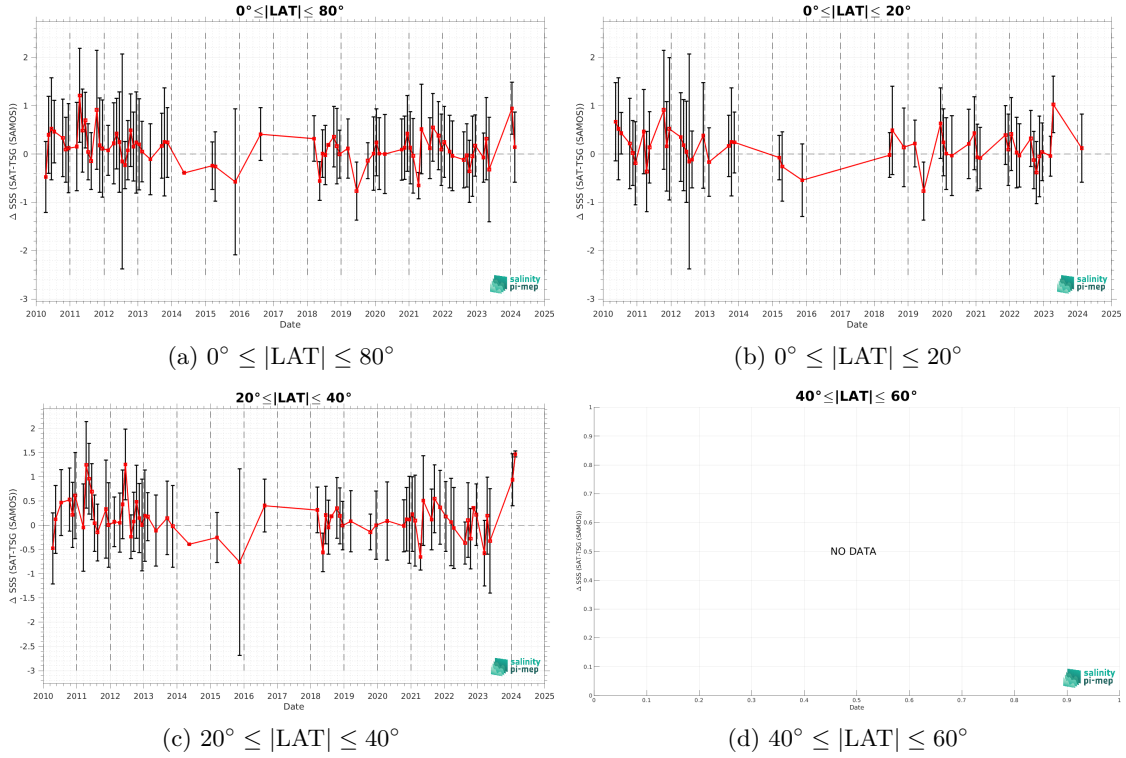 0°≤|LAT|≤ 80°
Δ SSS (SAT-TSG (SAMOS))
2
1
0
-1
-2
-3
2010 2011 2012 2013 2014 2015 2016 2017 2018 2019 2020 2021 2022 2023 2024 2025
Date
salinity
pi-mep
(a) 0° ≤ |LAT| ≤ 80°
0°≤|LAT|≤ 20°
Δ SSS (SAT-TSG (SAMOS))
2
1
0
-1
-2
-3
2010 2011 2012 2013 2014 2015 2016 2017 2018 2019 2020 2021 2022 2023 2024 2025
Date
salinity
pi-mep
(b) 0° ≤ |LAT| ≤ 20°
20°≤|LAT|≤ 40°
Δ SSS (SAT-TSG (SAMOS))
2
1.5
1
0.5
0
-0.5
-1
-1.5
-2
-2.5
-3
2010 2011 2012 2013 2014 2015 2016 2017 2018 2019 2020 2021 2022 2023 2024 2025
Date
salinity
pi-mep
(c) 20° ≤ |LAT| ≤ 40°
40°≤|LAT|≤ 60°
Δ SSS (SAT-TSG (SAMOS))
1
0.9
0.8
0.7
0.6
0.5
0.4
0.3
0.2
0.1
0
NO DATA
0 0.1 0.2 0.3 0.4 0.5 0.6 0.7 0.8 0.9 1
Date
salinity
pi-mep
(d) 40° ≤ |LAT| ≤ 60°